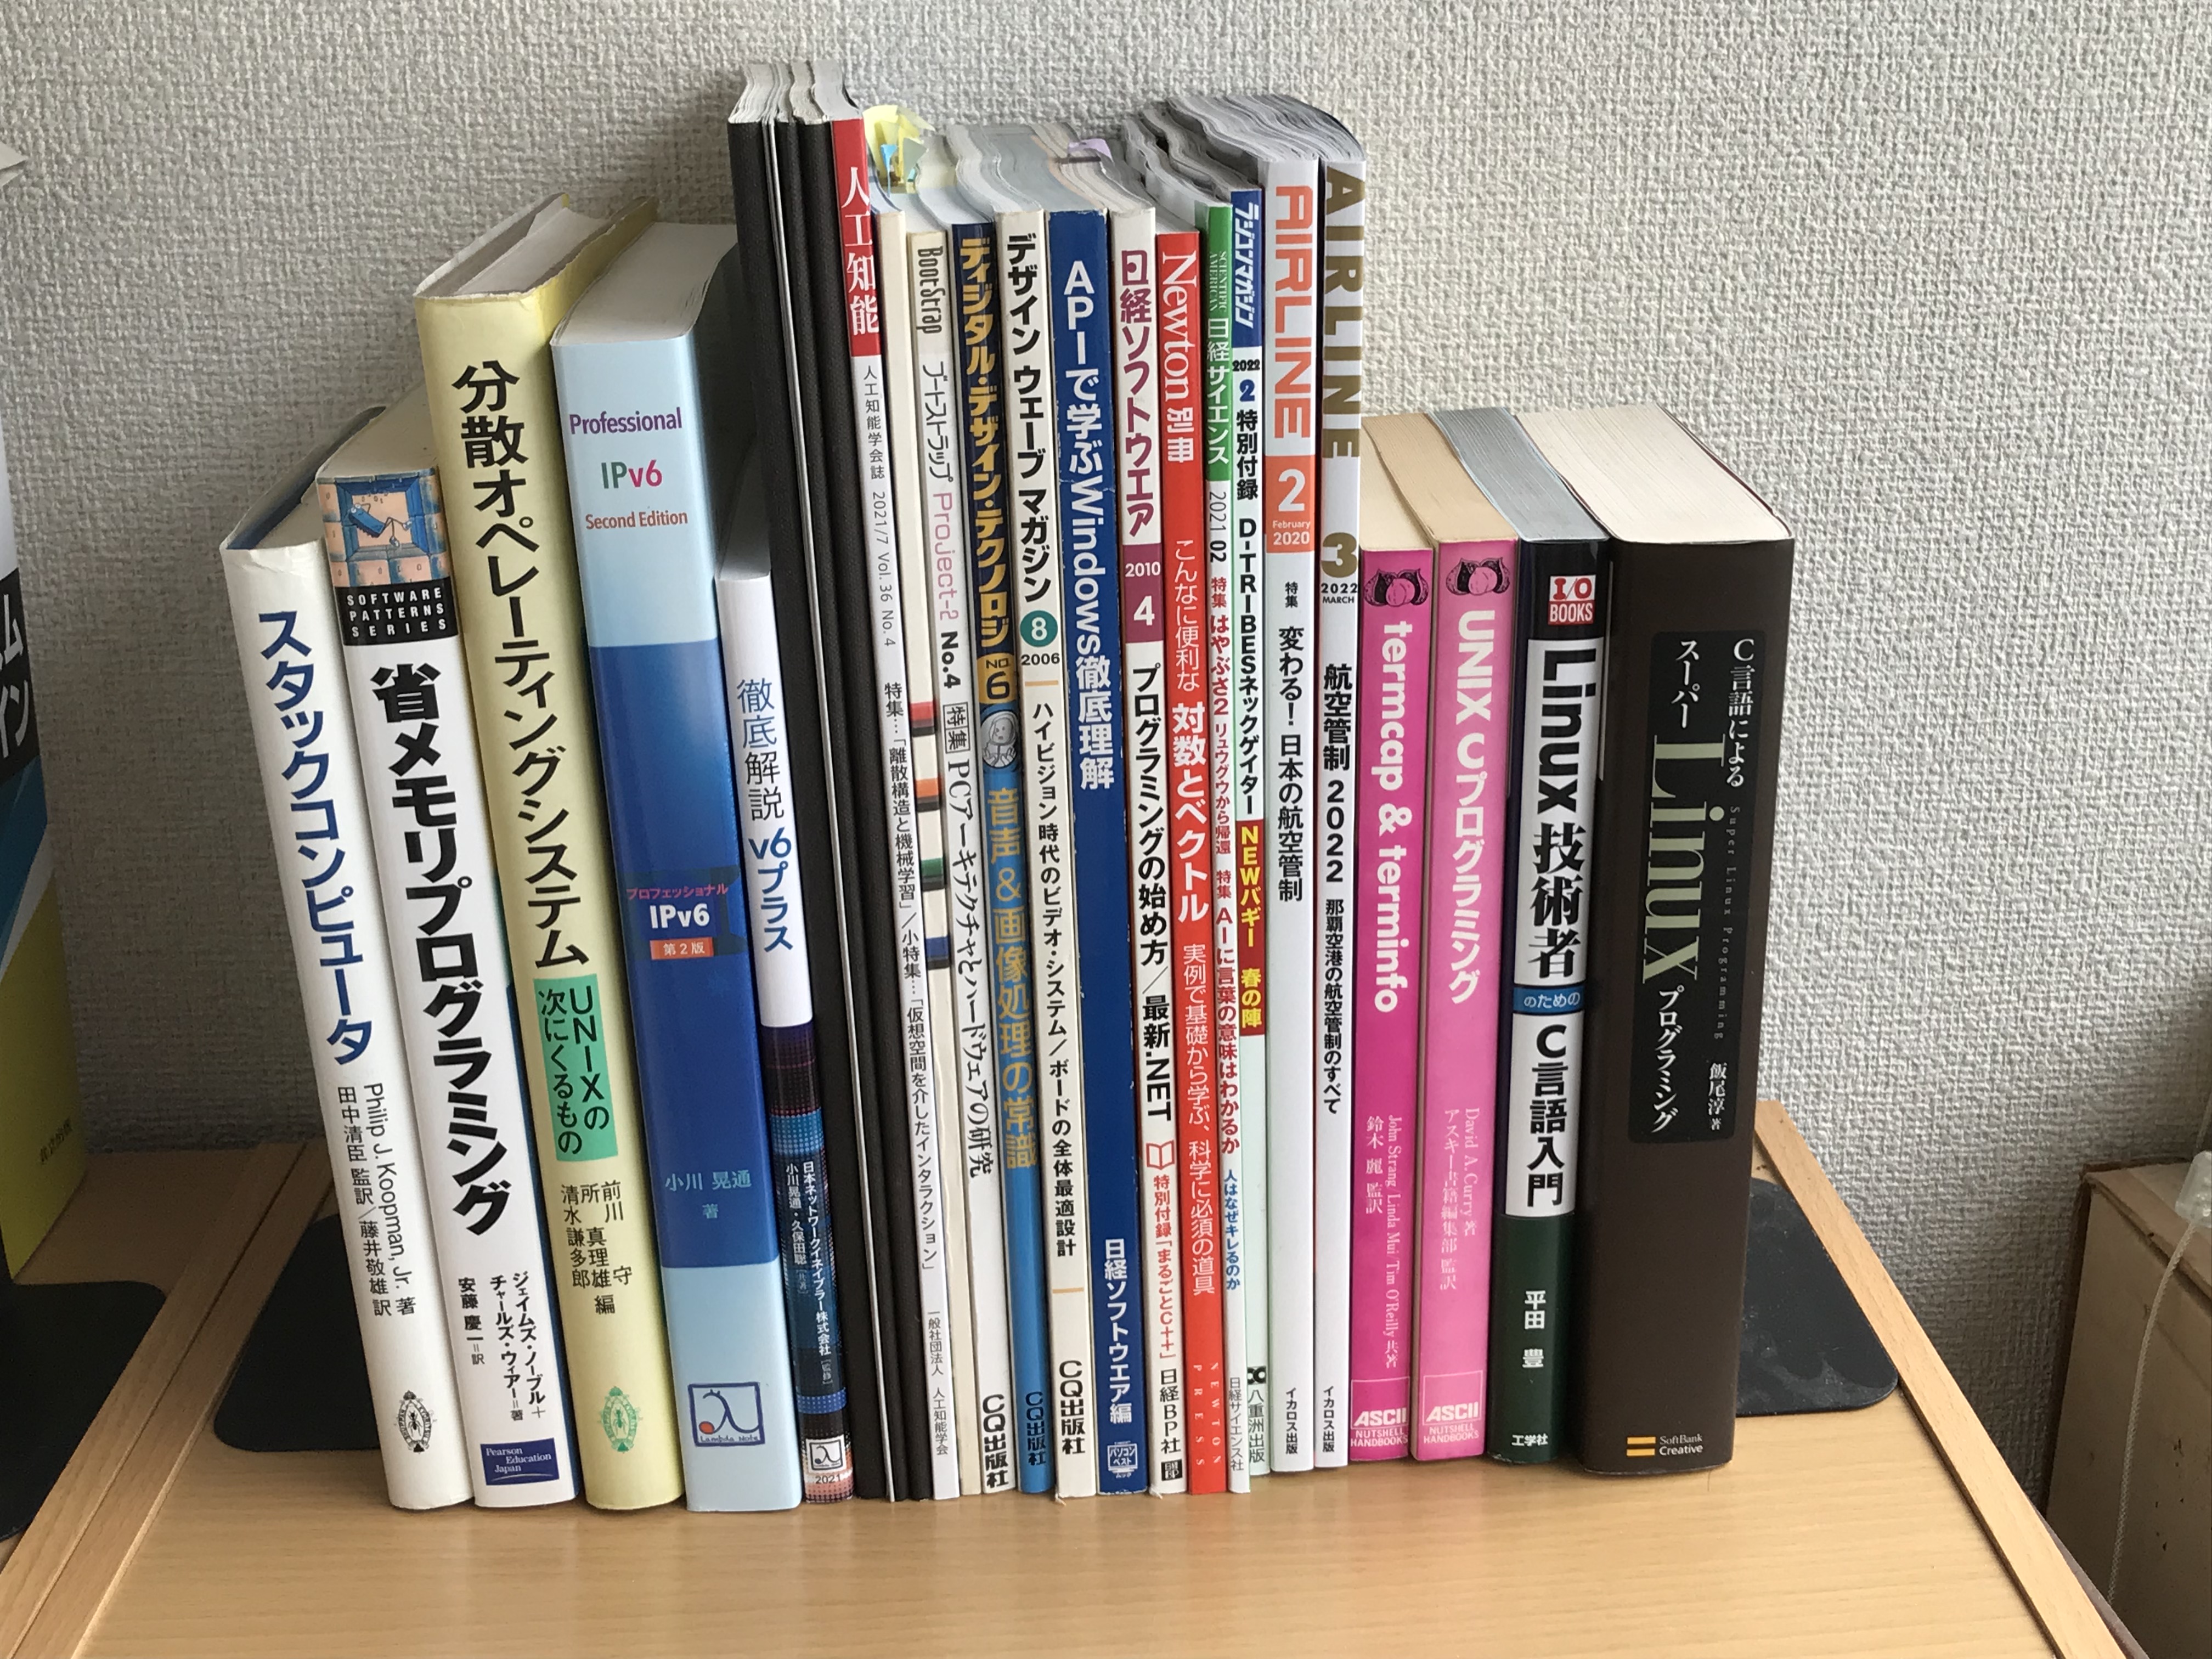 スタックコンピュータ
Philip J. Koopman, Jr. 著
田中清臣 監訳／藤井敬雄 訳
SOFTWARE
PATTERNS
SERIES
省メモリプログラミング
ジェイムズ・ノーブル＋
チャールズ・ウィアー＝著
安藤 慶一＝訳
Pearson
Education
Japan
分散オペレーティングシステム
UNIXの
次にくるもの
前川 守
所 真理雄
清水 謙多郎 編
Professional
IPv6
Second Edition
プロフェッショナル
IPv6
第2版
小川 晃通
著
Lambda Note
徹底解説 v6プラス
日本ネットワークイネイブラー株式会社 [監修]
小川晃通・久保田聡 [共著]
2021
人工知能
人工知能学会誌 2021/7 Vol. 36 No. 4
特集…「離散構造と機械学習」／小特集…「仮想空間を介したインタラクション」
一般社団法人 人工知能学会
BootStrap
ブートストラップ Project-2 No.4
特集 PCアーキテクチャとハードウェアの研究
CQ出版社
ディジタル・デザイン・テクノロジ
No.
6
音声&画像処理の常識
CQ出版社
デザイン ウェーブ マガジン
8
2006
ハイビジョン時代のビデオ・システム／ボードの全体最適設計
CQ出版社
APIで学ぶWindows徹底理解
日経ソフトウエア編
パソコン
ベスト
ムック
日経ソフトウエア
2010
4
プログラミングの始め方／最新.NET
特別付録「まるごとC++」
日経BP社
Newton 別冊
こんなに便利な 対数とベクトル 実例で基礎から学ぶ、科学に必須の道具
NEWTON
PRESS
SCIENTIFIC
AMERICAN
日経サイエンス
2021 02
特集 はやぶさ2 リュウグウから帰還 特集 AIに言葉の意味はわかるか 人はなぜキレるのか
日経サイエンス社
ラジコンマガジン
2022
2
特別付録 D-TRIBESネックゲイター
NEWバギー 春の陣
八重洲出版
AIRLINE
2
February
2020
特集 変わる！日本の航空管制
イカロス出版
AIRLINE
3
2022
MARCH
航空管制 2022 那覇空港の航空管制のすべて
イカロス出版
termcap & terminfo
John Strang Linda Mui Tim O'Reilly 共著
鈴木 麗 監訳
ASCII
NUTSHELL
HANDBOOKS
UNIX Cプログラミング
David A.Curry 著
アスキー書籍編集部 監訳
ASCII
NUTSHELL
HANDBOOKS
I/O
BOOKS
Linux技術者
のための
C言語入門
平田 豊
工学社
C言語による
スーパー Linux プログラミング
Super Linux Programming
飯尾淳 著
SoftBank
Creative